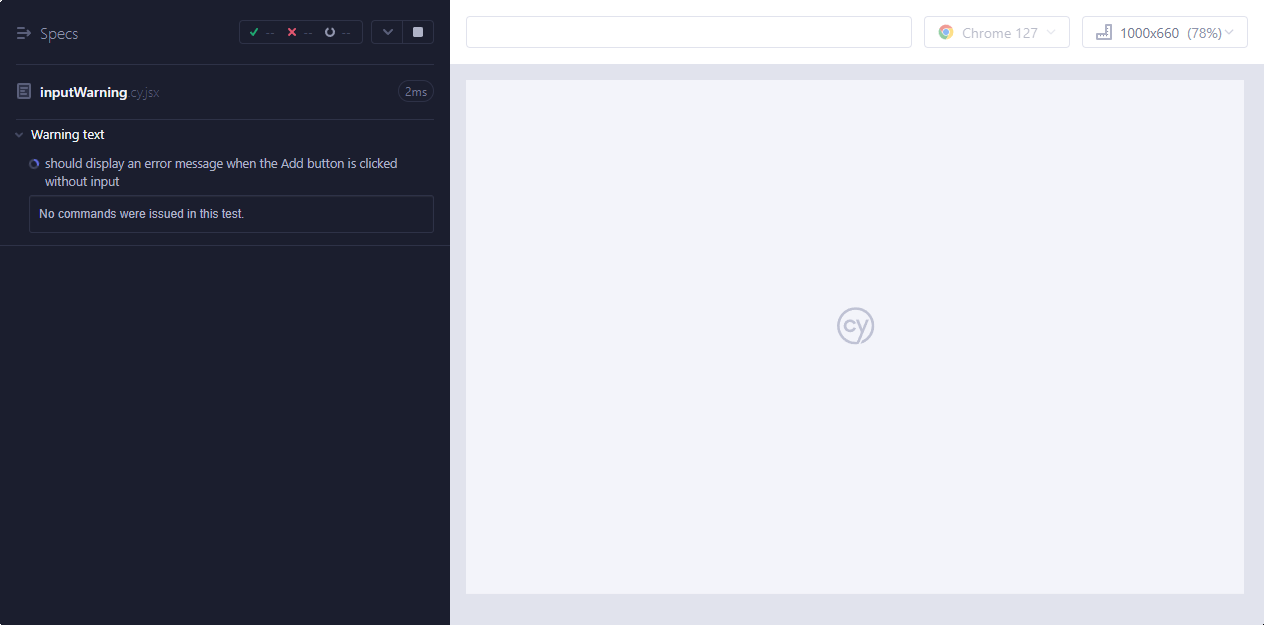 Specs
--
--
--
Chrome 127
1000x660 (78%)
inputWarning.cy.jsx
2ms
Warning text
should display an error message when the Add button is clicked
without input
No commands were issued in this test.
cy